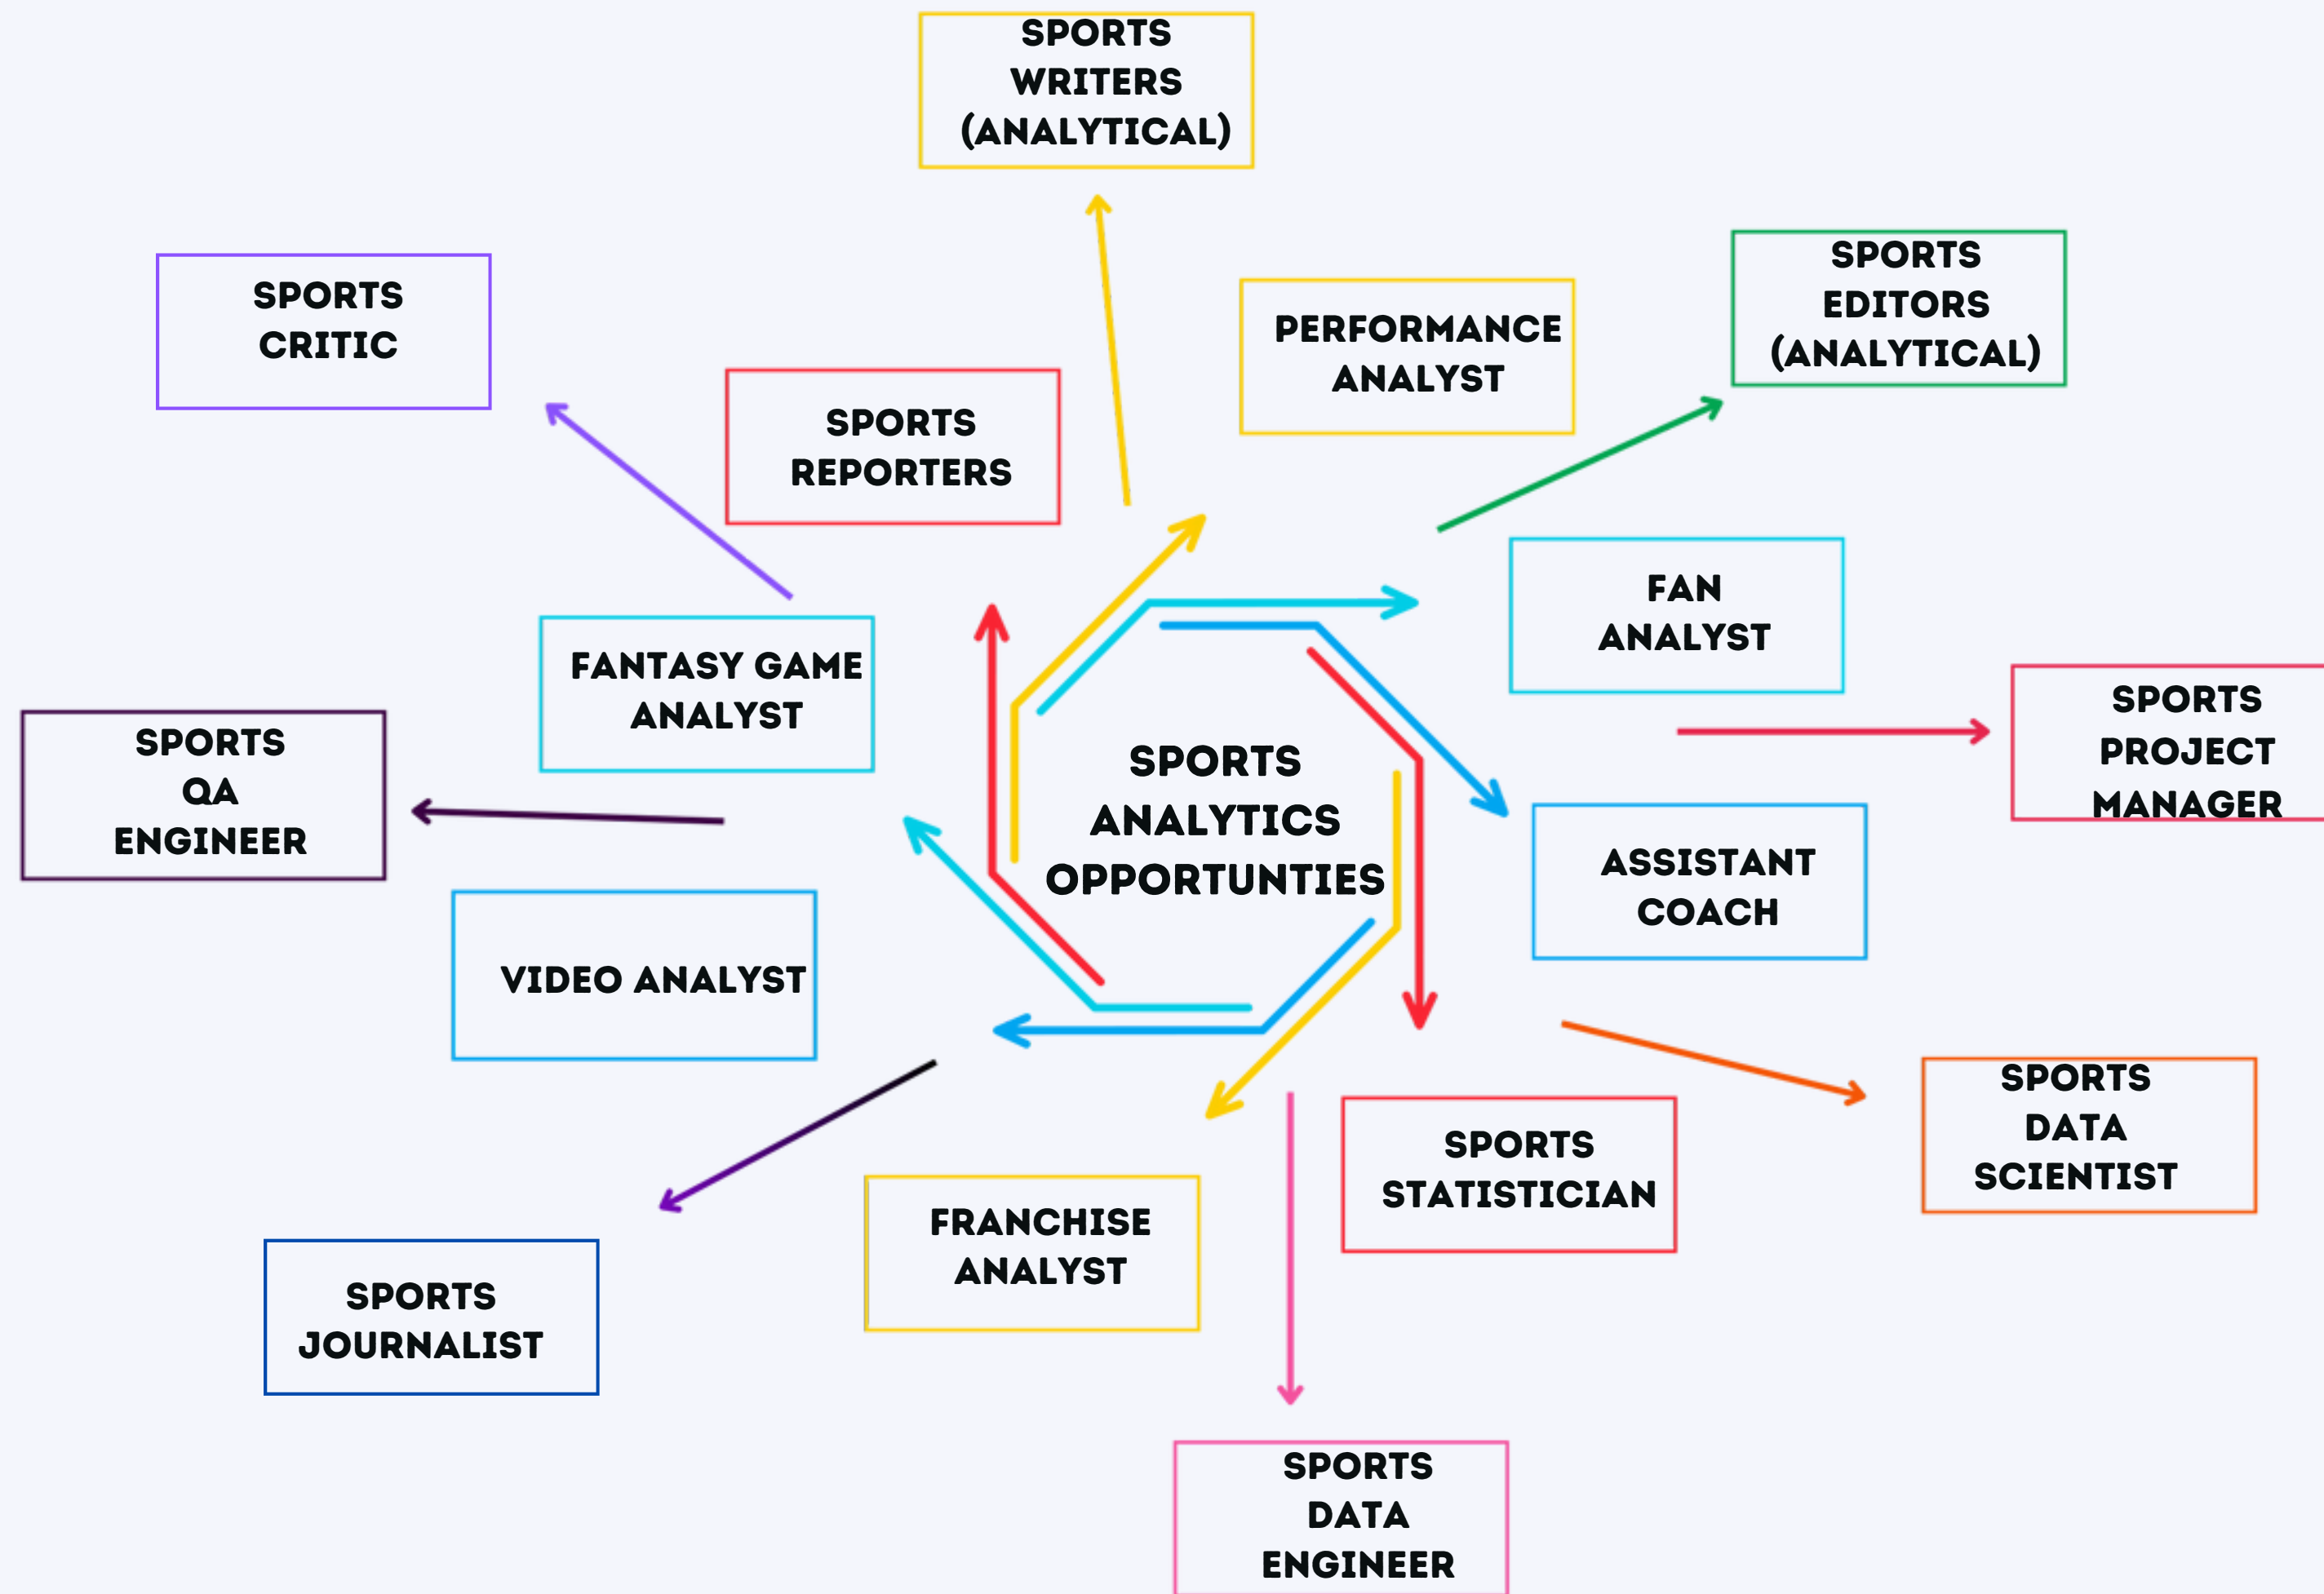 SPORTS
WRITERS
(ANALYTICAL)
SPORTS
EDITORS
(ANALYTICAL)
SPORTS
CRITIC
PERFORMANCE
ANALYST
SPORTS
REPORTERS
FAN
ANALYST
FANTASY GAME
ANALYST
SPORTS
PROJECT
MANAGER
SPORTS
QA
ENGINEER
SPORTS
ANALYTICS
OPPORTUNTIES
ASSISTANT
COACH
VIDEO ANALYST
SPORTS
DATA
SCIENTIST
SPORTS
STATISTICIAN
FRANCHISE
ANALYST
SPORTS
JOURNALIST
SPORTS
DATA
ENGINEER